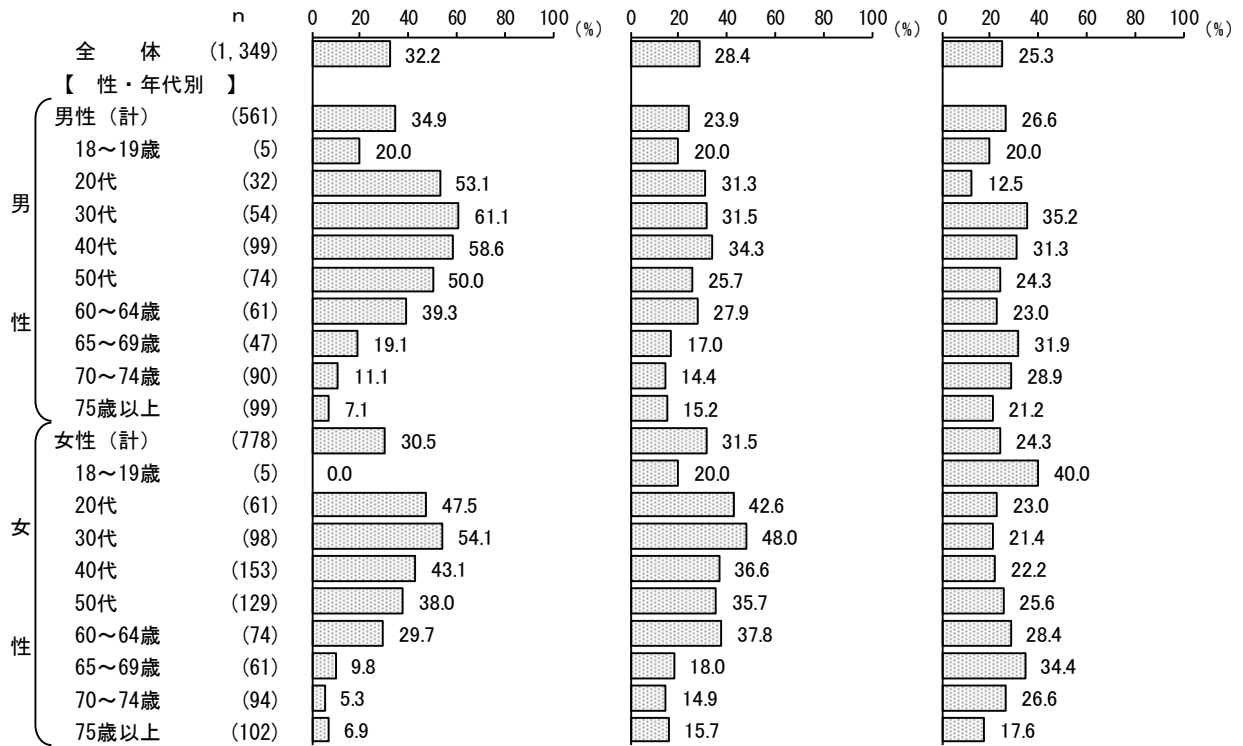 n 0 20 40 60 80 100 (%) 0 20 40 60 80 100 (%) 0 20 40 60 80 100 (%)
全 体 (1,349) 32.2 28.4 25.3
【 性・年代別 】
男性（計） (561) 34.9 23.9 26.6
18～19歳 (5) 20.0 20.0 20.0
20代 (32) 53.1 31.3 12.5
男 30代 (54) 61.1 31.5 35.2
40代 (99) 58.6 34.3 31.3
50代 (74) 50.0 25.7 24.3
性 60～64歳 (61) 39.3 27.9 23.0
65～69歳 (47) 19.1 17.0 31.9
70～74歳 (90) 11.1 14.4 28.9
75歳以上 (99) 7.1 15.2 21.2
女性（計） (778) 30.5 31.5 24.3
18～19歳 (5) 0.0 20.0 40.0
20代 (61) 47.5 42.6 23.0
女 30代 (98) 54.1 48.0 21.4
40代 (153) 43.1 36.6 22.2
50代 (129) 38.0 35.7 25.6
性 60～64歳 (74) 29.7 37.8 28.4
65～69歳 (61) 9.8 18.0 34.4
70～74歳 (94) 5.3 14.9 26.6
75歳以上 (102) 6.9 15.7 17.6